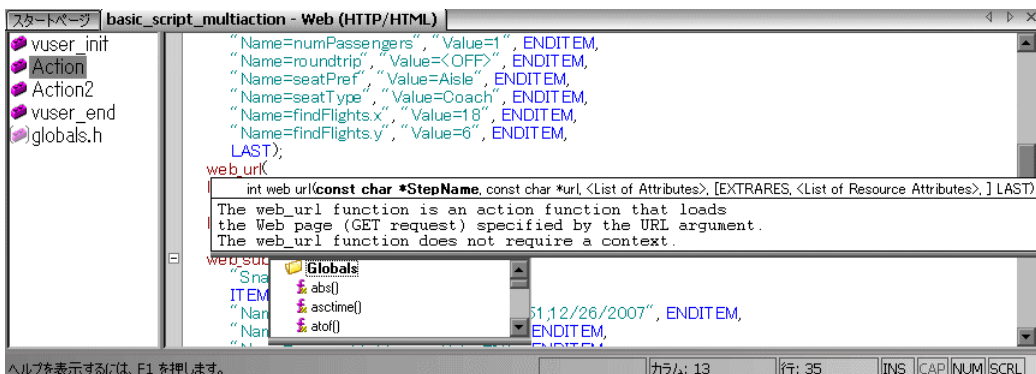 スタートページ basic_script_multiaction - Web (HTTP/HTML)
vuser_init
Action
Action2
vuser_end
globals.h
"Name=numPassengers", "Value=1", ENDITEM,
"Name=roundtrip", "Value=<OFF>", ENDITEM,
"Name=seatPref", "Value=Aisle", ENDITEM,
"Name=seatType", "Value=Coach", ENDITEM,
"Name=findFlights.x", "Value=18", ENDITEM,
"Name=findFlights.y", "Value=6", ENDITEM,
LAST);
web_url(
int web url(const char *StepName, const char *url, <List of Attributes>, [EXTRARES, <List of Resource Attributes>, ] LAST)
The web_url function is an action function that loads
the Web page (GET request) specified by the URL argument.
The web_url function does not require a context.
web_sub
"Sna
ITEM
"Nam 51;12/26/2007", ENDITEM,
"Nam ENDITEM,
Globals
abs()
asctime()
atof()
ヘルプを表示するには、F1 を押します。 カラム: 13 行: 35 INS CAP NUM SCRL